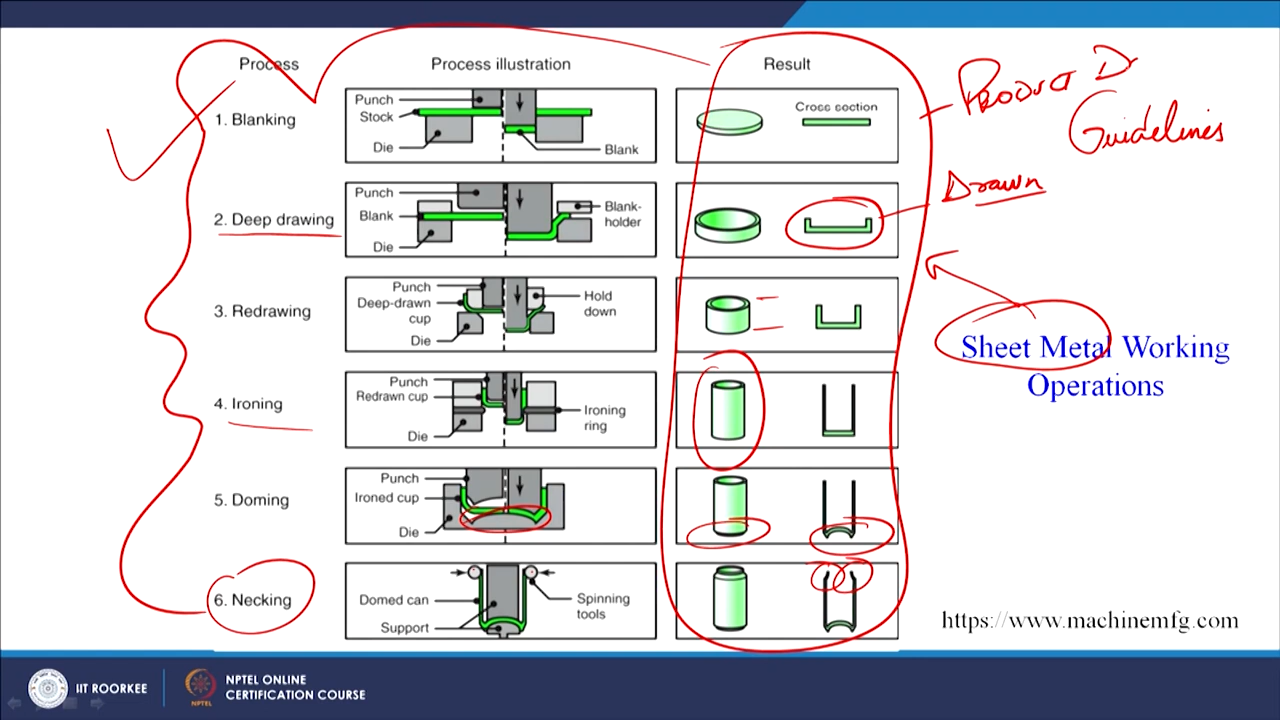 Process
Process illustration
Result
PRODUCT D
Guidelines
1. Blanking
Punch
Stock
Die
Blank
Cross section
2. Deep drawing
Punch
Blank
Die
Blank-
holder
Drawn
3. Redrawing
Punch
Deep-drawn
cup
Die
Hold
down
Sheet Metal Working
Operations
4. Ironing
Punch
Redrawn cup
Die
Ironing
ring
5. Doming
Punch
Ironed cup
Die
6. Necking
Domed can
Support
Spinning
tools
https://www.machinemfg.com
IIT ROORKEE
NPTEL
NPTEL ONLINE
CERTIFICATION COURSE